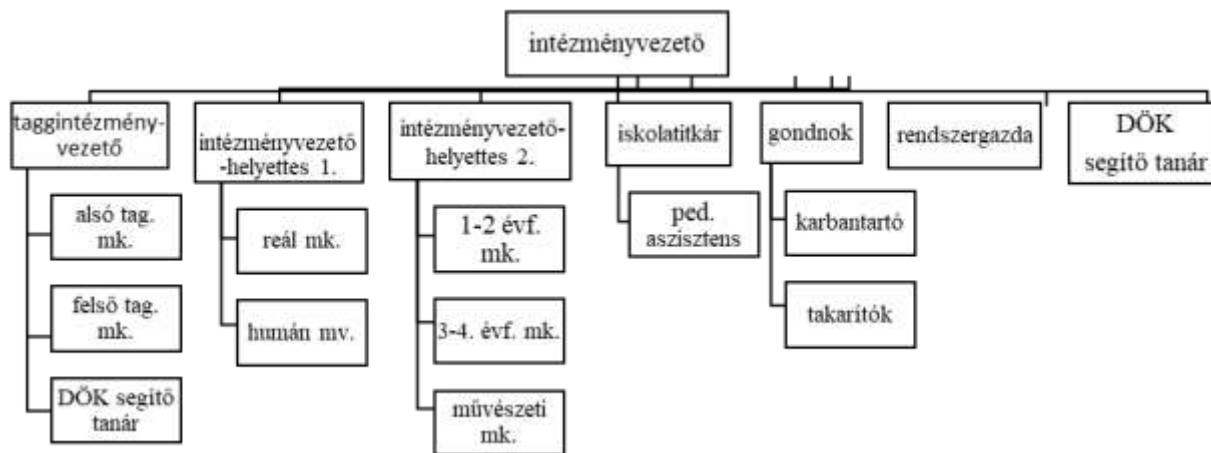 intézményvezető
taggintézmény-
vezető
intézményvezető
-helyettes 1.
intézményvezető-
helyettes 2.
iskolatitkár
gondnok
rendszergazda
DÖK
segítő tanár
alsó tag.
mk.
felső tag.
mk.
DÖK segítő
tanár
reál mk.
humán mv.
1-2 évf.
mk.
3-4. évf. mk.
művészeti
mk.
ped.
aszisztens
karbantartó
takarítók